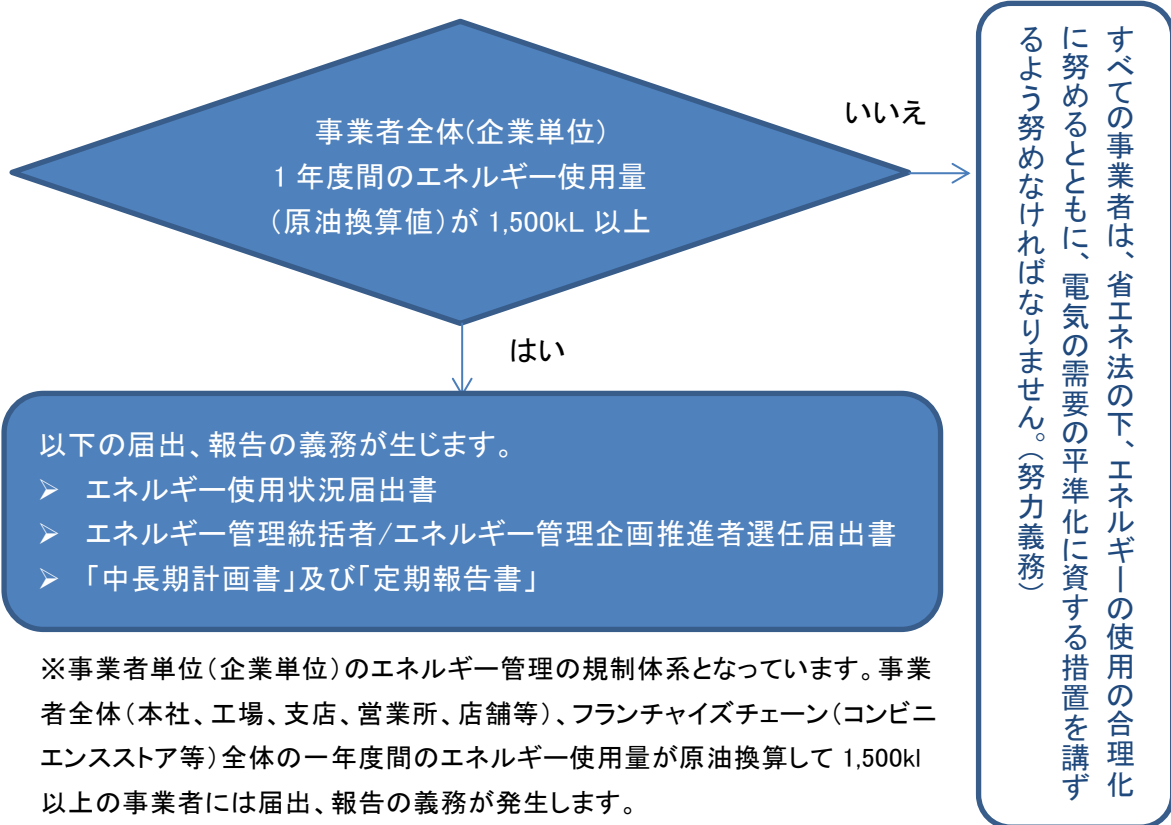 事業者全体(企業単位)
1 年度間のエネルギー使用量
(原油換算値)が 1,500kL 以上
いいえ
はい
以下の届出、報告の義務が生じます。
➢ エネルギー使用状況届出書
➢ エネルギー管理統括者/エネルギー管理企画推進者選任届出書
➢ 「中長期計画書」及び「定期報告書」
※事業者単位(企業単位)のエネルギー管理の規制体系となっています。事業
者全体(本社、工場、支店、営業所、店舗等)、フランチャイズチェーン(コンビニ
エンスストア等)全体の一年度間のエネルギー使用量が原油換算して 1,500kl
以上の事業者には届出、報告の義務が発生します。
すべての事業者は、省エネ法の下、エネルギーの使用の合理化
に努めるとともに、電気の需要の平準化に資する措置を講ず
るよう努めなければなりません。(努力義務)